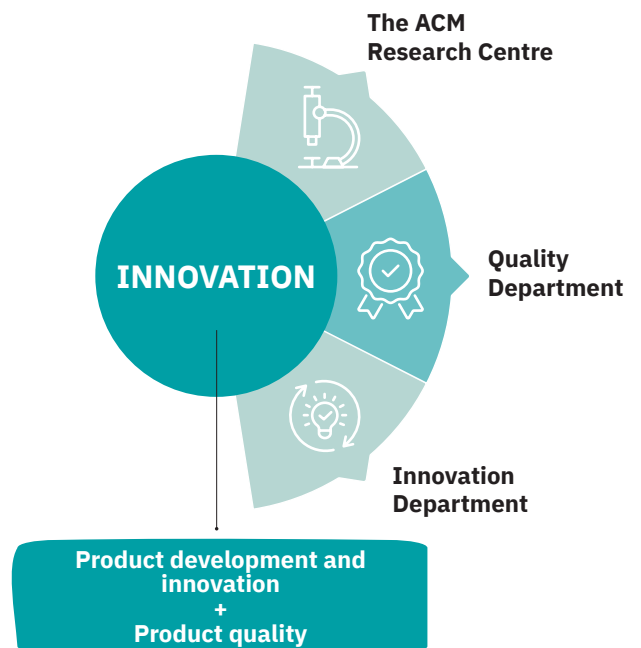 The ACM
Research Centre
INNOVATION
Quality
Department
Innovation
Department
Product development and
innovation
+
Product quality